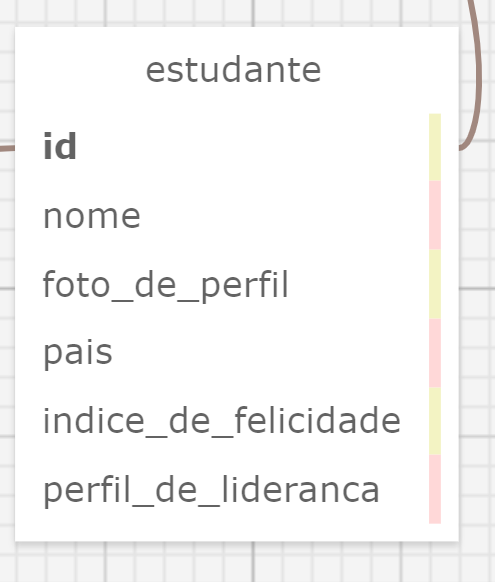 estudante
id
nome
foto_de_perfil
pais
indice_de_felicidade
perfil_de_lideranca